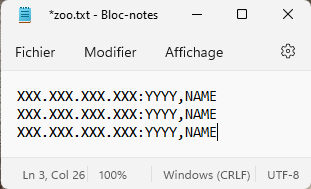 *zoo.txt - Bloc-notes
Fichier Modifier Affichage
XXX.XXX.XXX.XXX:YYYY,NAME
XXX.XXX.XXX.XXX:YYYY,NAME
XXX.XXX.XXX.XXX:YYYY,NAME
Ln 3, Col 26 100% Windows (CRLF) UTF-8